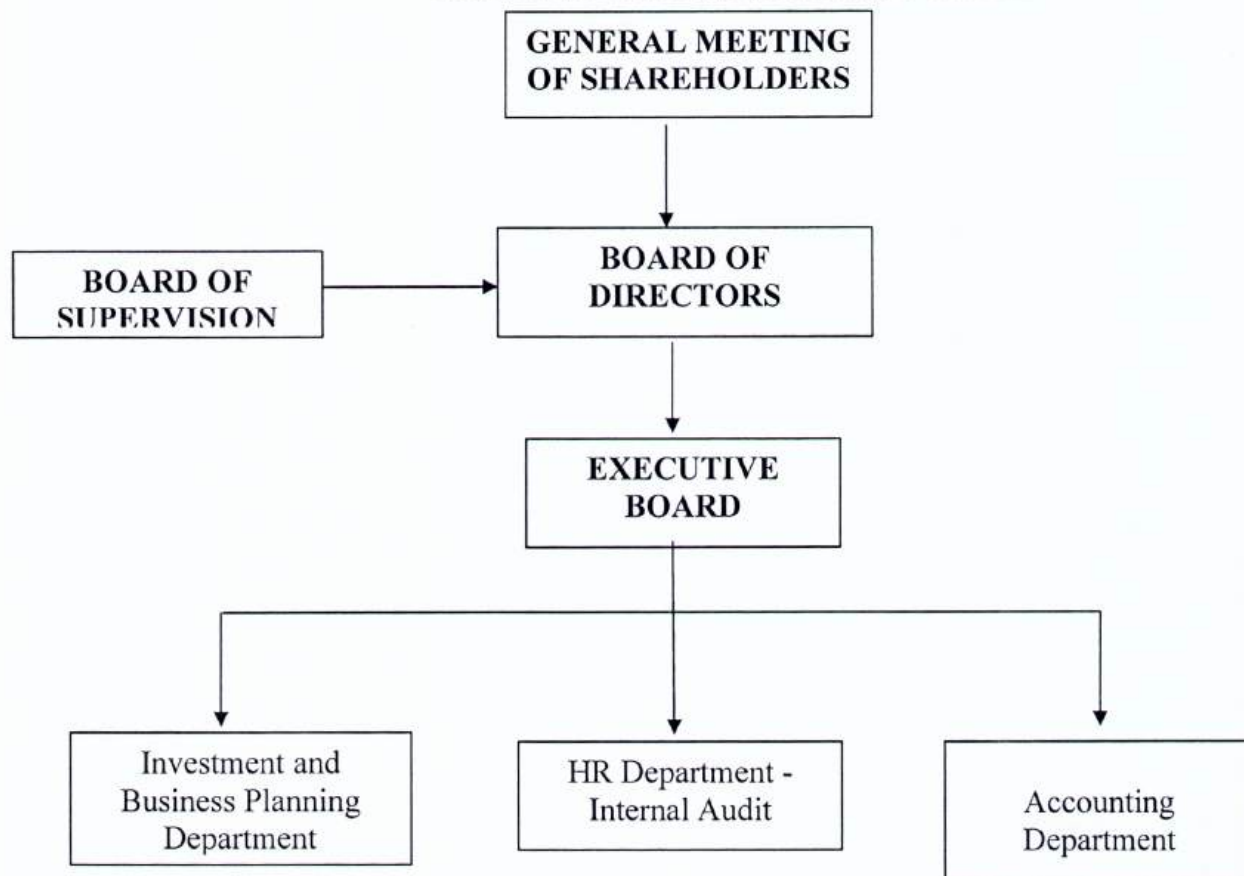 GENERAL MEETING
OF SHAREHOLDERS
BOARD OF
SUPERVISION
BOARD OF
DIRECTORS
EXECUTIVE
BOARD
Investment and
Business Planning
Department
HR Department -
Internal Audit
Accounting
Department